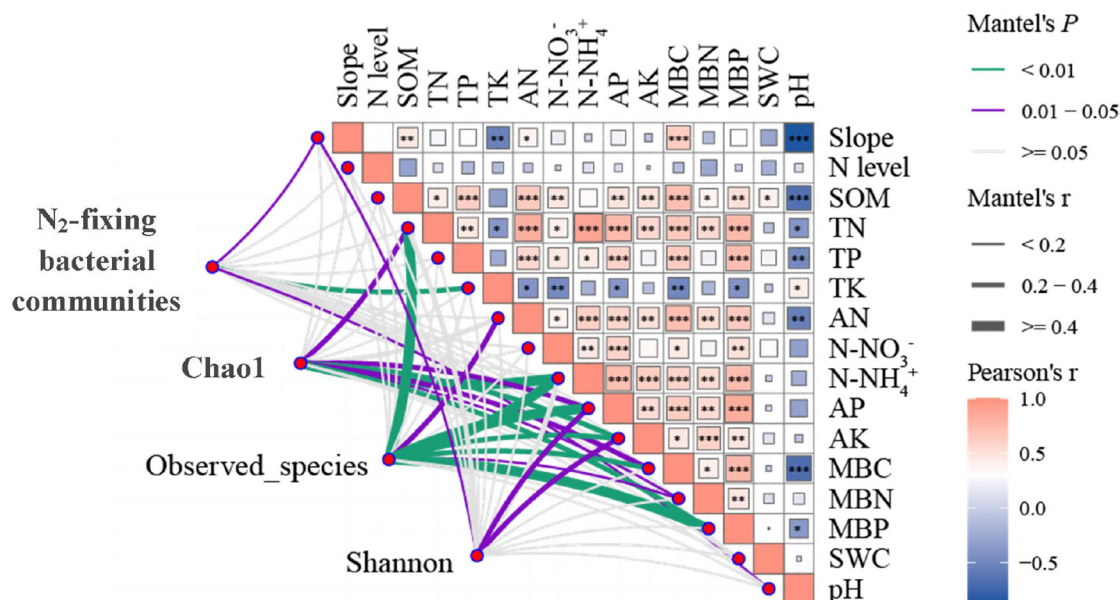 Slope N level SOM TN TP TK AN N-NO₃⁻ N-NH₄⁺ AP AK MBC MBN MBP SWC pH
** ** * *** *** Slope
N level
* *** *** ** ** ** *** * ** * *** SOM
** * *** * *** *** ** *** ** *** * TN
*** * * *** *** *** ** TP
* ** * ** * * TK
* *** *** ** *** ** *** ** AN
** *** * ** N-NO₃⁻
*** *** *** ** *** N-NH₄⁺
** *** ** *** AP
* *** ** AK
* *** *** MBC
** MBN
* MBP
SWC
pH
N₂-fixing
bacterial
communities
Chao1
Observed_species
Shannon
Mantel's P
< 0.01
0.01 − 0.05
>= 0.05
Mantel's r
< 0.2
0.2 − 0.4
>= 0.4
Pearson's r
1.0
0.5
0.0
−0.5